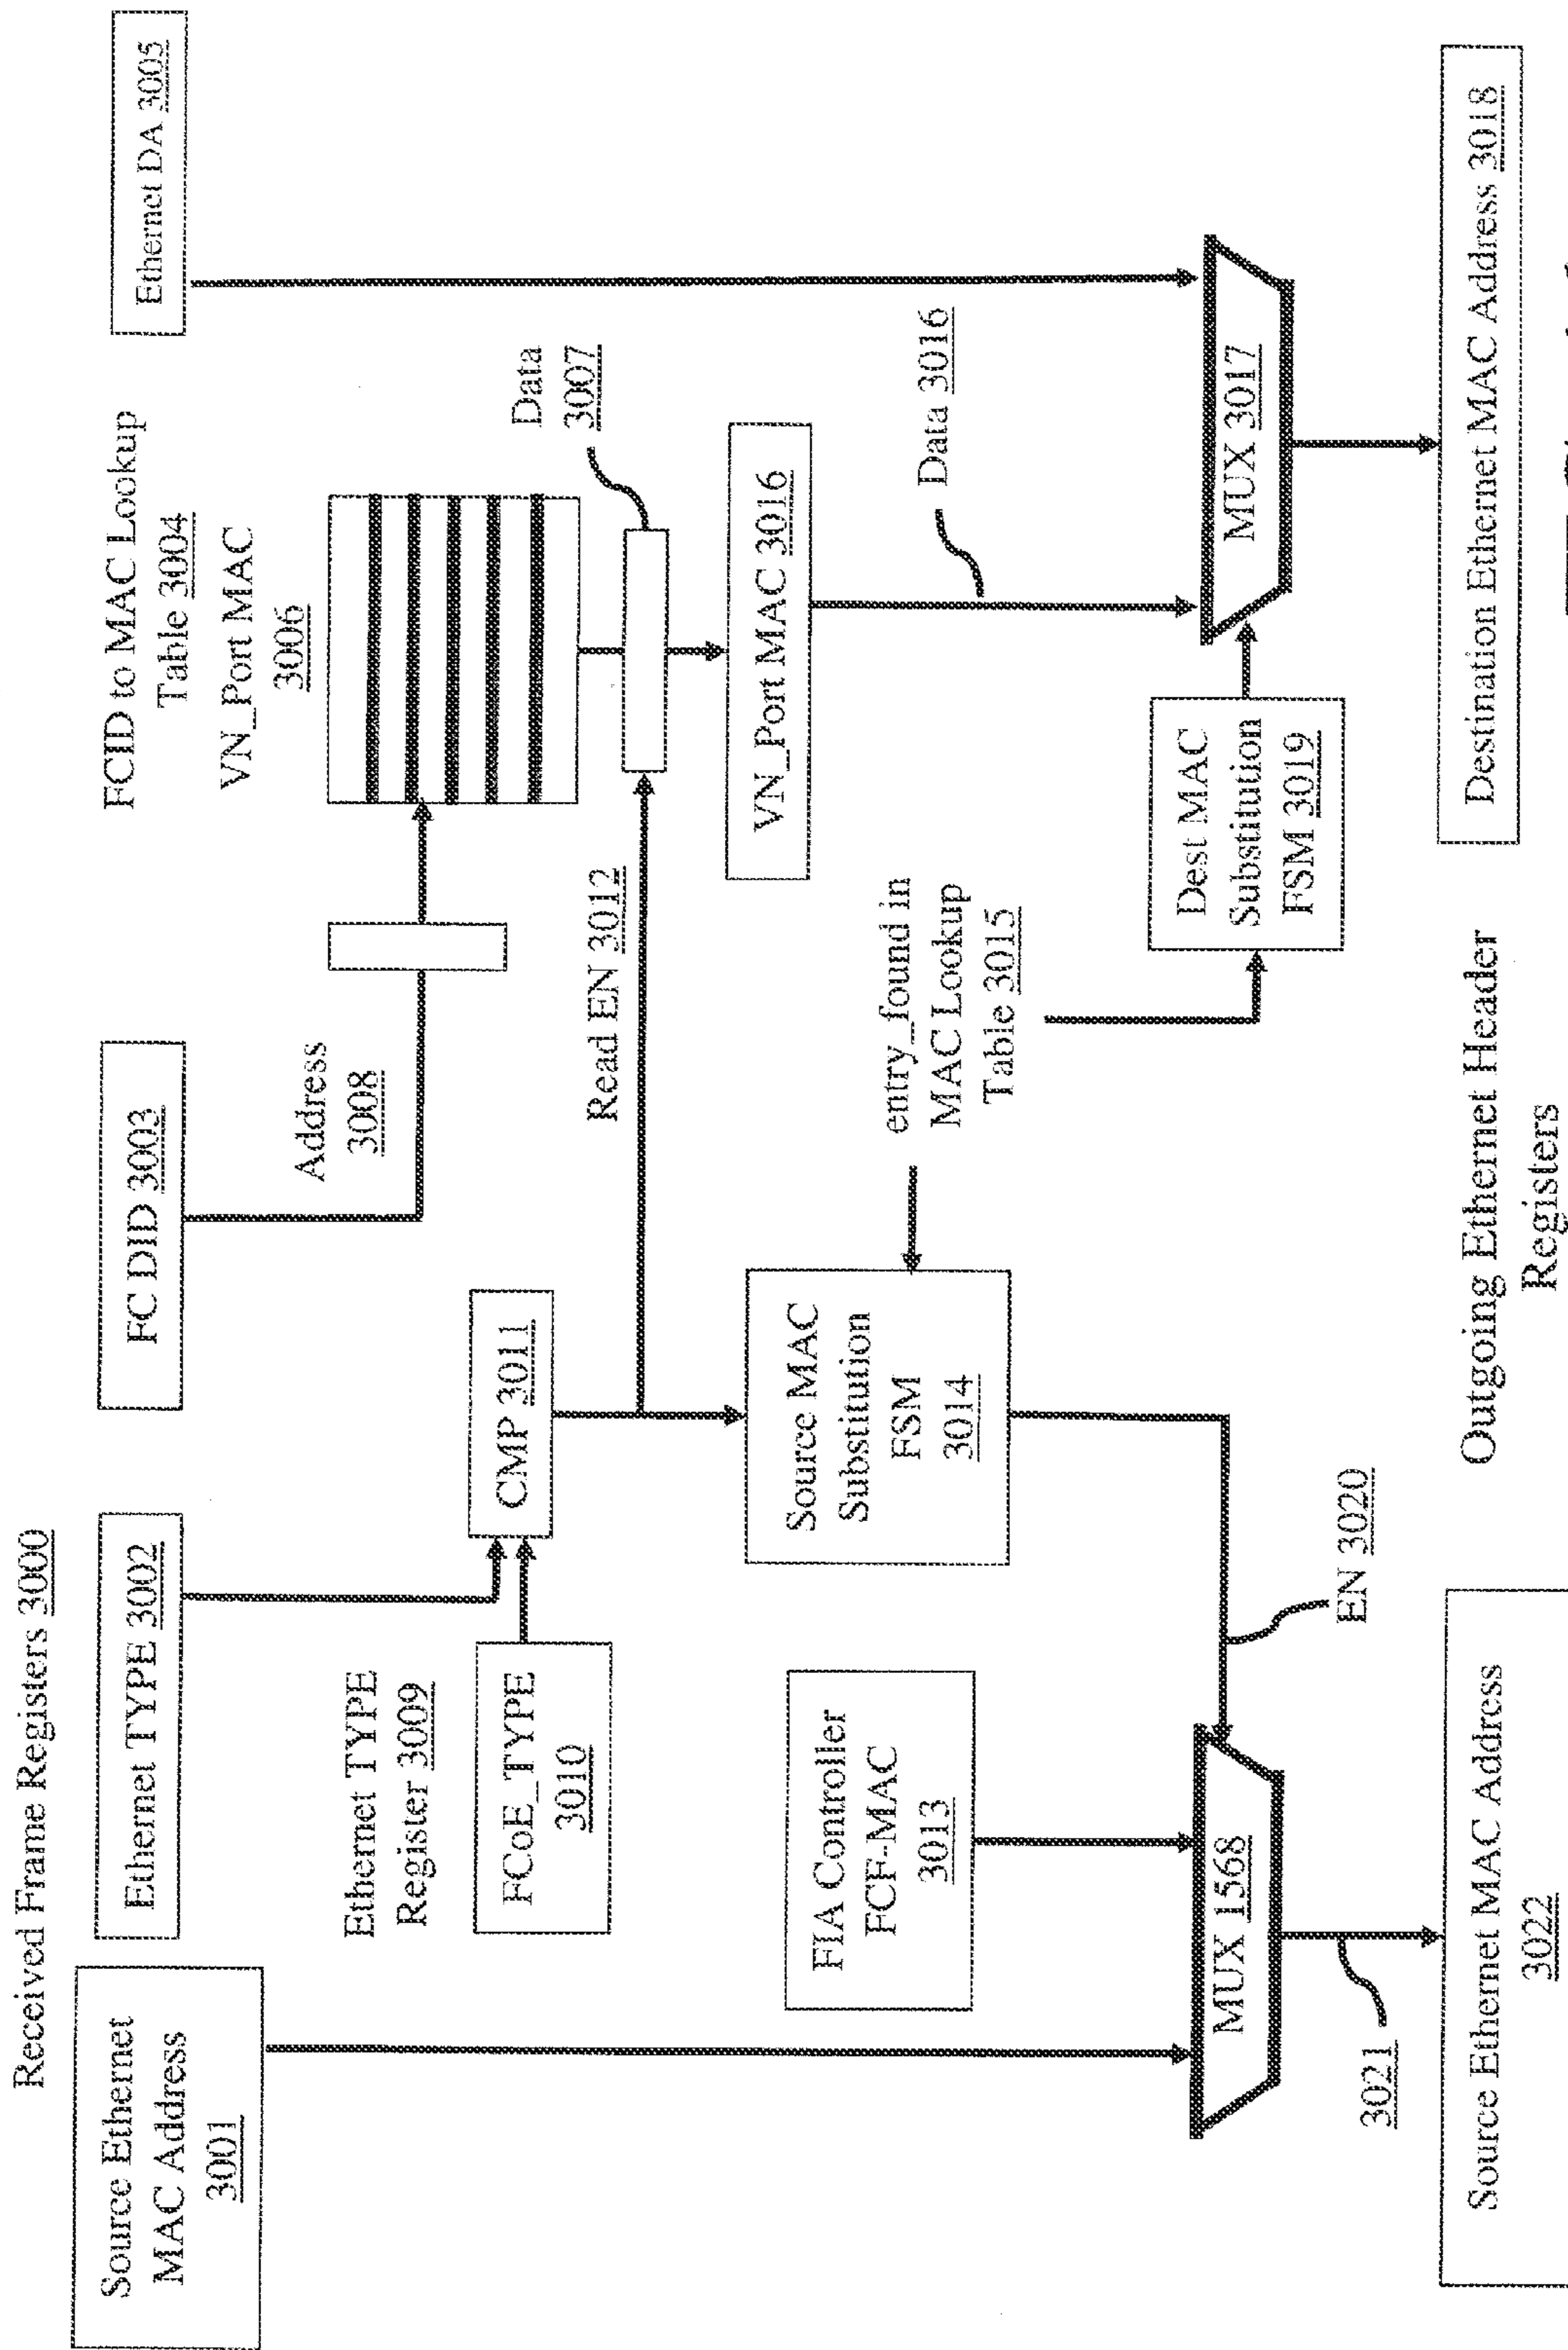 Received Frame Registers 3000
Source Ethernet
MAC Address
3001
Ethernet TYPE 3002
FC DID 3003
FCID to MAC Lookup
Table 3004
VN_Port MAC
3006
Ethernet DA 3005
Address
3008
Ethernet TYPE
Register 3009
FCoE_TYPE
3010
CMP 3011
Read EN 3012
Data
3007
VN_Port MAC 3016
FIA Controller
FCF-MAC
3013
Source MAC
Substitution
FSM
3014
entry_found in
MAC Lookup
Table 3015
Data 3016
Dest MAC
Substitution
FSM 3019
MUX 1568
MUX 3017
EN 3020
3021
Source Ethernet MAC Address
3022
Outgoing Ethernet Header
Registers
Destination Ethernet MAC Address 3018